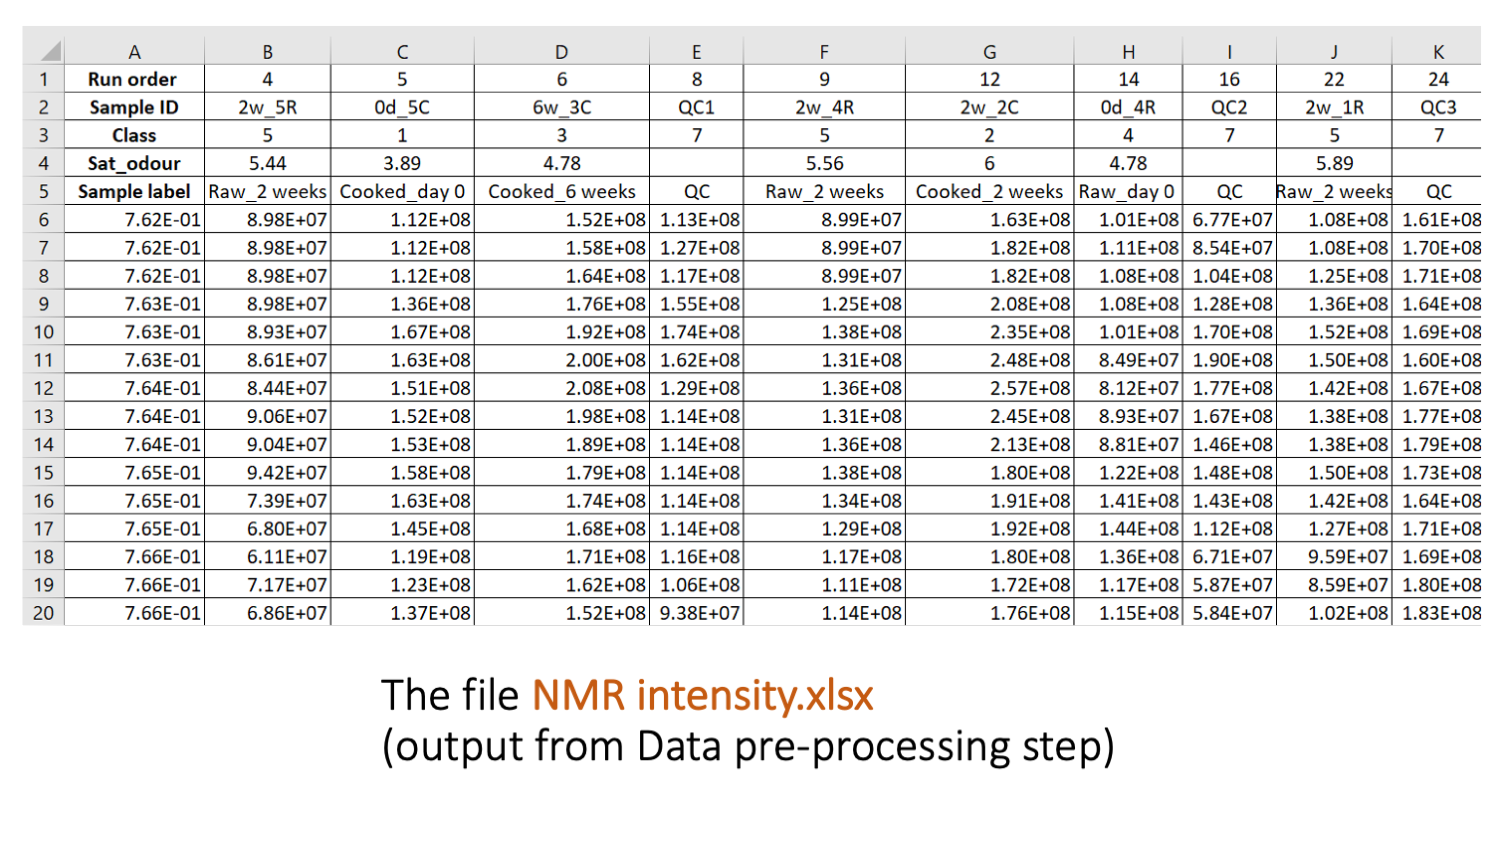 A B C D E F G H I J K
1 Run order 4 5 6 8 9 12 14 16 22 24
2 Sample ID 2w_5R 0d_5C 6w_3C QC1 2w_4R 2w_2C 0d_4R QC2 2w_1R QC3
3 Class 5 1 3 7 5 2 4 7 5 7
4 Sat_odour 5.44 3.89 4.78 5.56 6 4.78 5.89
5 Sample label Raw_2 weeks Cooked_day 0 Cooked_6 weeks QC Raw_2 weeks Cooked_2 weeks Raw_day 0 QC Raw_2 weeks QC
6 7.62E-01 8.98E+07 1.12E+08 1.52E+08 1.13E+08 8.99E+07 1.63E+08 1.01E+08 6.77E+07 1.08E+08 1.61E+08
7 7.62E-01 8.98E+07 1.12E+08 1.58E+08 1.27E+08 8.99E+07 1.82E+08 1.11E+08 8.54E+07 1.08E+08 1.70E+08
8 7.62E-01 8.98E+07 1.12E+08 1.64E+08 1.17E+08 8.99E+07 1.82E+08 1.08E+08 1.04E+08 1.25E+08 1.71E+08
9 7.63E-01 8.98E+07 1.36E+08 1.76E+08 1.55E+08 1.25E+08 2.08E+08 1.08E+08 1.28E+08 1.36E+08 1.64E+08
10 7.63E-01 8.93E+07 1.67E+08 1.92E+08 1.74E+08 1.38E+08 2.35E+08 1.01E+08 1.70E+08 1.52E+08 1.69E+08
11 7.63E-01 8.61E+07 1.63E+08 2.00E+08 1.62E+08 1.31E+08 2.48E+08 8.49E+07 1.90E+08 1.50E+08 1.60E+08
12 7.64E-01 8.44E+07 1.51E+08 2.08E+08 1.29E+08 1.36E+08 2.57E+08 8.12E+07 1.77E+08 1.42E+08 1.67E+08
13 7.64E-01 9.06E+07 1.52E+08 1.98E+08 1.14E+08 1.31E+08 2.45E+08 8.93E+07 1.67E+08 1.38E+08 1.77E+08
14 7.64E-01 9.04E+07 1.53E+08 1.89E+08 1.14E+08 1.36E+08 2.13E+08 8.81E+07 1.46E+08 1.38E+08 1.79E+08
15 7.65E-01 9.42E+07 1.58E+08 1.79E+08 1.14E+08 1.38E+08 1.80E+08 1.22E+08 1.48E+08 1.50E+08 1.73E+08
16 7.65E-01 7.39E+07 1.63E+08 1.74E+08 1.14E+08 1.34E+08 1.91E+08 1.41E+08 1.43E+08 1.42E+08 1.64E+08
17 7.65E-01 6.80E+07 1.45E+08 1.68E+08 1.14E+08 1.29E+08 1.92E+08 1.44E+08 1.12E+08 1.27E+08 1.71E+08
18 7.66E-01 6.11E+07 1.19E+08 1.71E+08 1.16E+08 1.17E+08 1.80E+08 1.36E+08 6.71E+07 9.59E+07 1.69E+08
19 7.66E-01 7.17E+07 1.23E+08 1.62E+08 1.06E+08 1.11E+08 1.72E+08 1.17E+08 5.87E+07 8.59E+07 1.80E+08
20 7.66E-01 6.86E+07 1.37E+08 1.52E+08 9.38E+07 1.14E+08 1.76E+08 1.15E+08 5.84E+07 1.02E+08 1.83E+08
The file NMR intensity.xlsx
(output from Data pre-processing step)